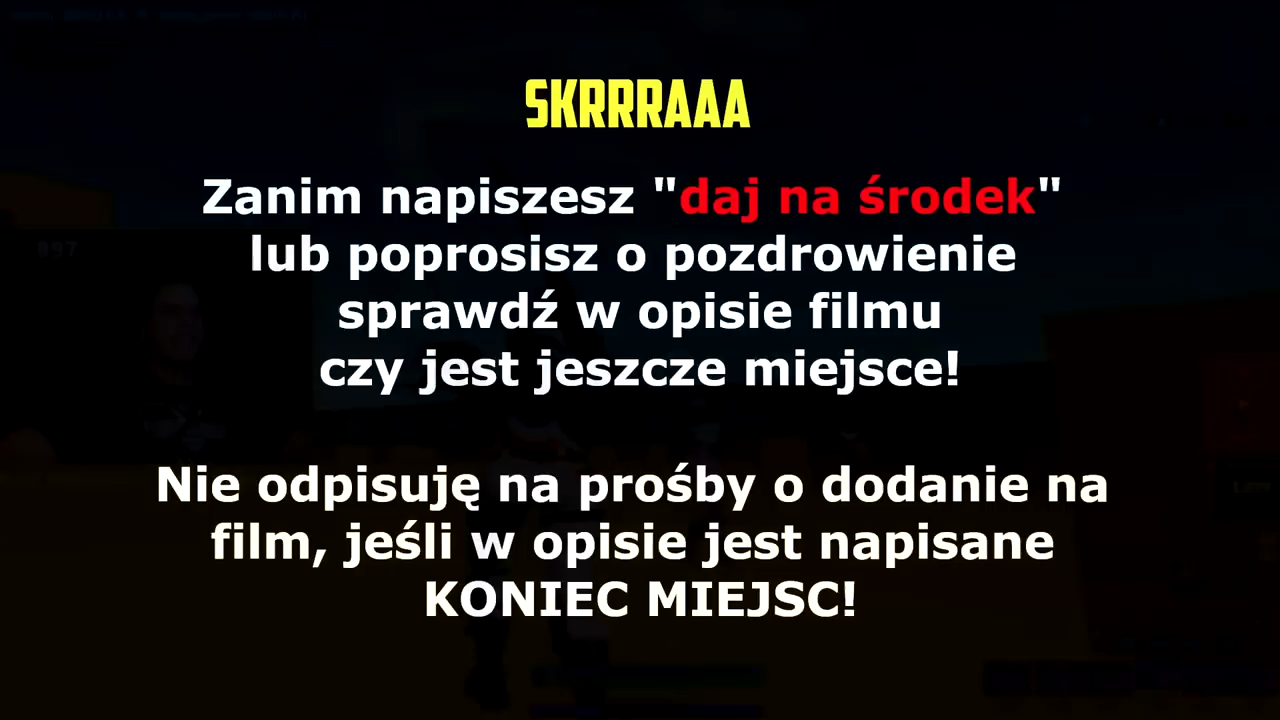 SKRRRAAA
Zanim napiszesz "daj na środek"
lub poprosisz o pozdrowienie
sprawdź w opisie filmu
czy jest jeszcze miejsce!
Nie odpisuję na prośby o dodanie na
film, jeśli w opisie jest napisane
KONIEC MIEJSC!
897